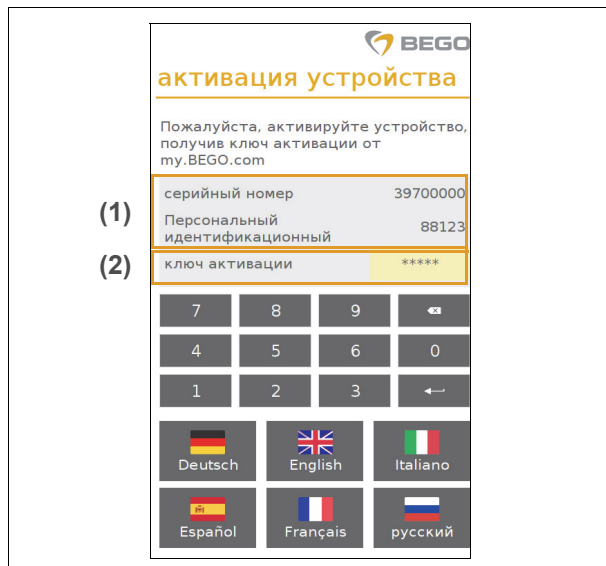 BEGO
активация устройства
Пожалуйста, активируйте устройство,
получив ключ активации от
my.BEGO.com
(1)
серийный номер 39700000
Персональный
идентификационный 88123
(2)
ключ активации *****
7 8 9
4 5 6 0
1 2 3
Deutsch English Italiano
Español Français русский